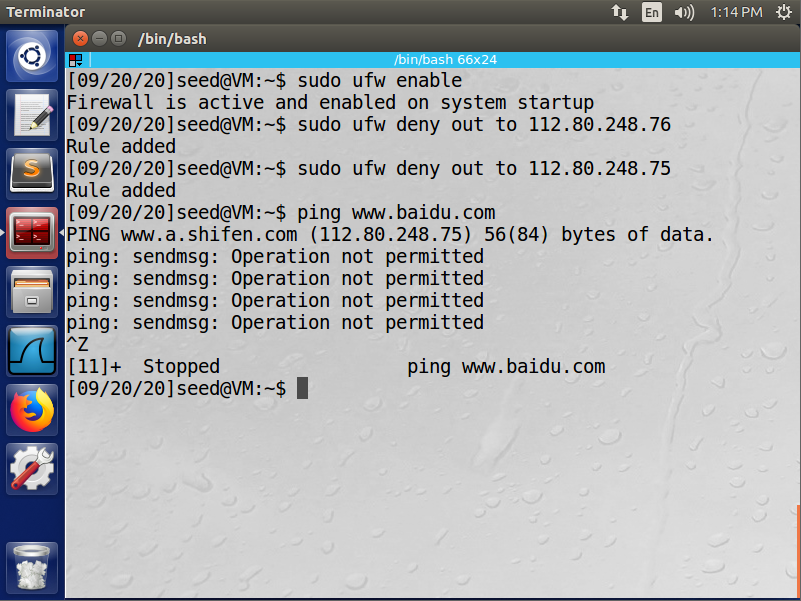 Terminator
En
1:14 PM
/bin/bash
/bin/bash 66x24
[09/20/20]seed@VM:~$ sudo ufw enable
Firewall is active and enabled on system startup
[09/20/20]seed@VM:~$ sudo ufw deny out to 112.80.248.76
Rule added
[09/20/20]seed@VM:~$ sudo ufw deny out to 112.80.248.75
Rule added
[09/20/20]seed@VM:~$ ping www.baidu.com
PING www.a.shifen.com (112.80.248.75) 56(84) bytes of data.
ping: sendmsg: Operation not permitted
ping: sendmsg: Operation not permitted
ping: sendmsg: Operation not permitted
ping: sendmsg: Operation not permitted
^Z
[11]+  Stopped                 ping www.baidu.com
[09/20/20]seed@VM:~$